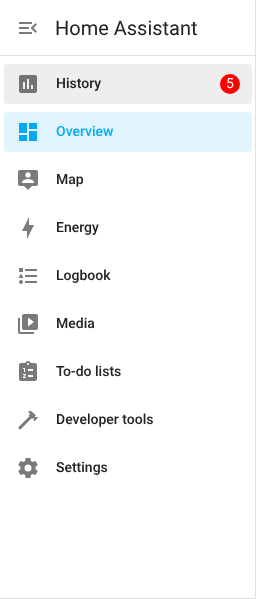 Home Assistant
History 5
Overview
Map
Energy
Logbook
Media
To-do lists
Developer tools
Settings